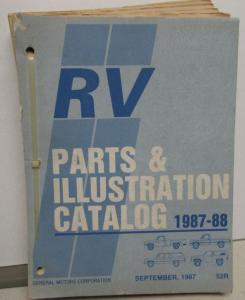 RV
PARTS &
ILLUSTRATION
CATALOG 1987-88
GENERAL MOTORS CORPORATION
SEPTEMBER, 1987 52R